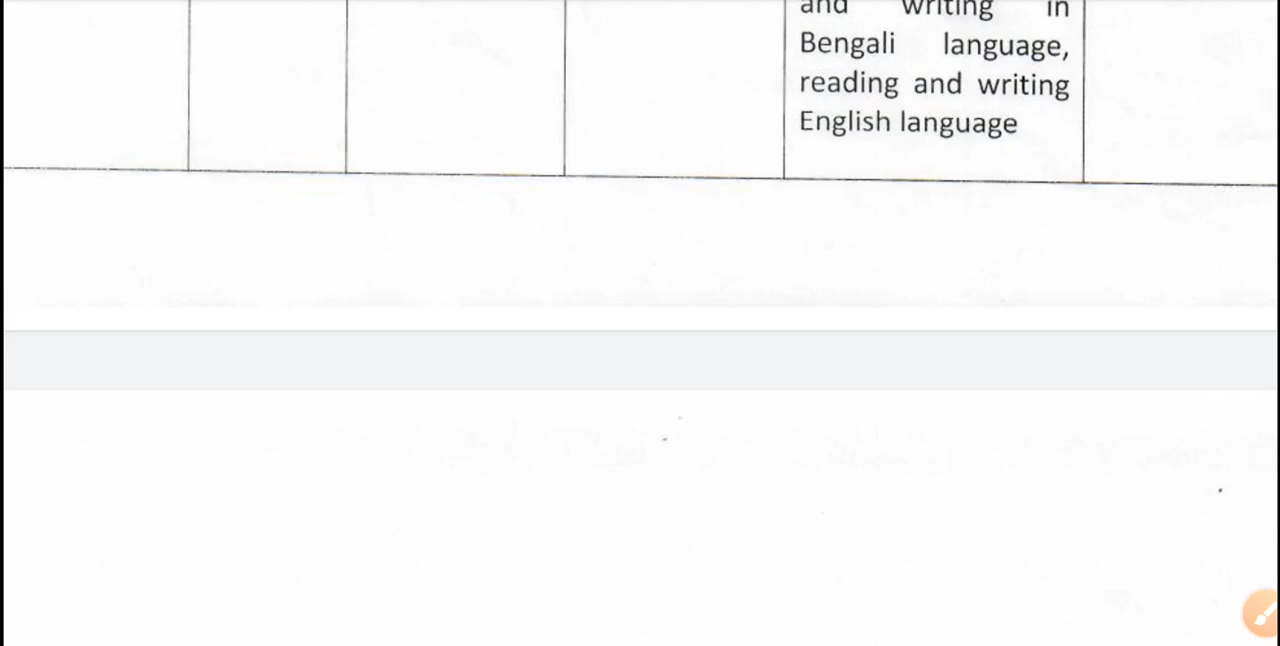 and writing in
Bengali language,
reading and writing
English language